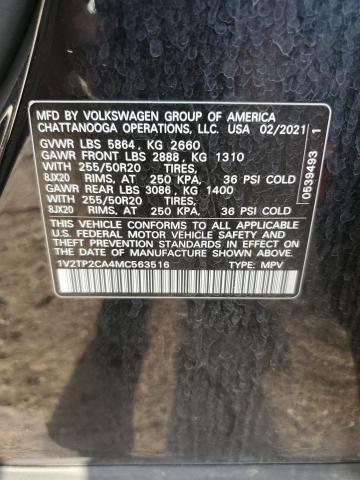 MFD BY VOLKSWAGEN GROUP OF AMERICA
CHATTANOOGA OPERATIONS, LLC. USA 02/2021
GVWR LBS 5864, KG 2660
GAWR FRONT LBS 2888, KG 1310
WITH 255/50R20 TIRES,
8JX20 RIMS, AT 250 KPA, 36 PSI COLD
GAWR REAR LBS 3086, KG 1400
WITH 255/50R20 TIRES,
8JX20 RIMS, AT 250 KPA, 36 PSI COLD
THIS VEHICLE CONFORMS TO ALL APPLICABLE
U.S. FEDERAL MOTOR VEHICLE SAFETY
STANDARDS IN EFFECT ON THE
DATE OF MANUFACTURE SHOWN ABOVE.
1V2TP2CA4MC563516 TYPE: MPV
0539493 1